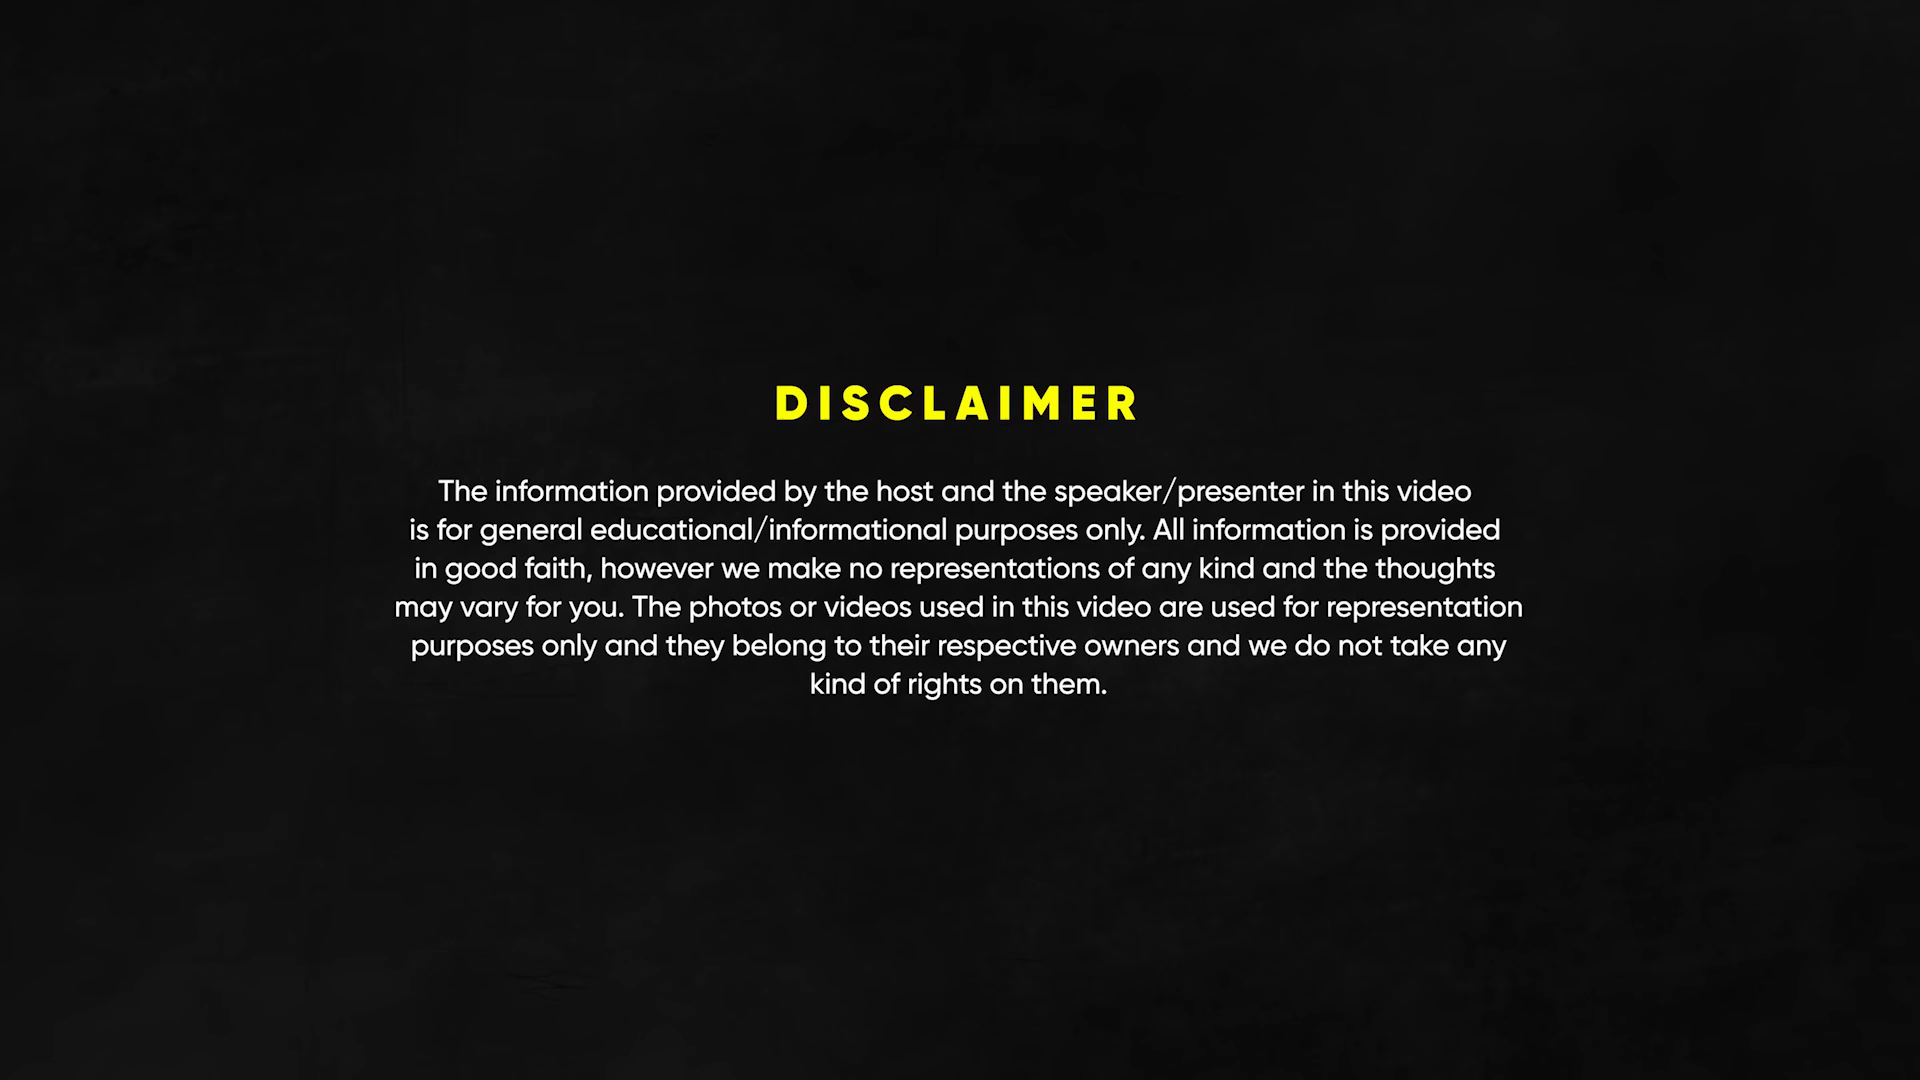 DISCLAIMER
The information provided by the host and the speaker/presenter in this video
is for general educational/informational purposes only. All information is provided
in good faith, however we make no representations of any kind and the thoughts
may vary for you. The photos or videos used in this video are used for representation
purposes only and they belong to their respective owners and we do not take any
kind of rights on them.